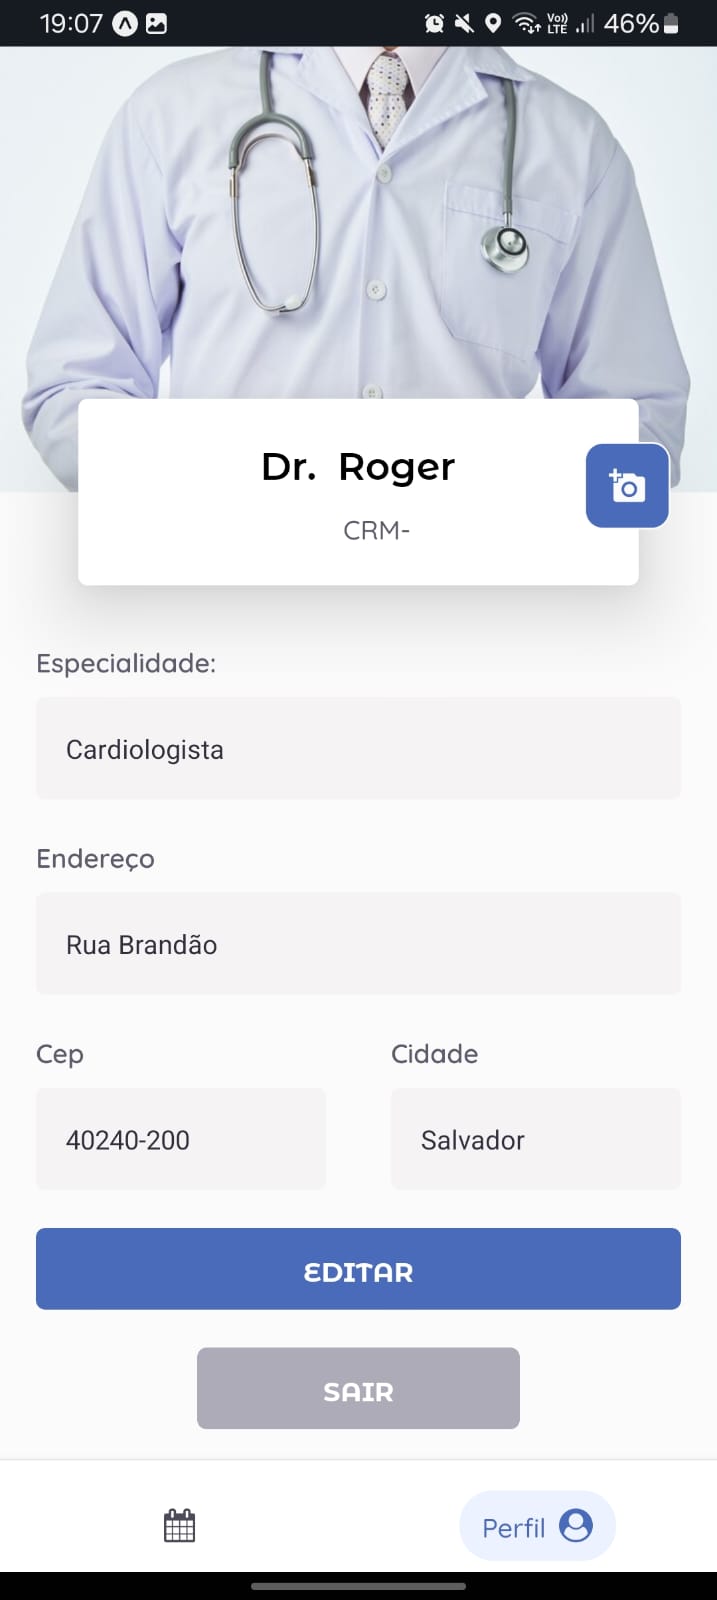 19:07
Vo))
LTE
46%
Dr. Roger
CRM-
Especialidade:
Cardiologista
Endereço
Rua Brandão
Cep
Cidade
40240-200
Salvador
EDITAR
SAIR
Perfil